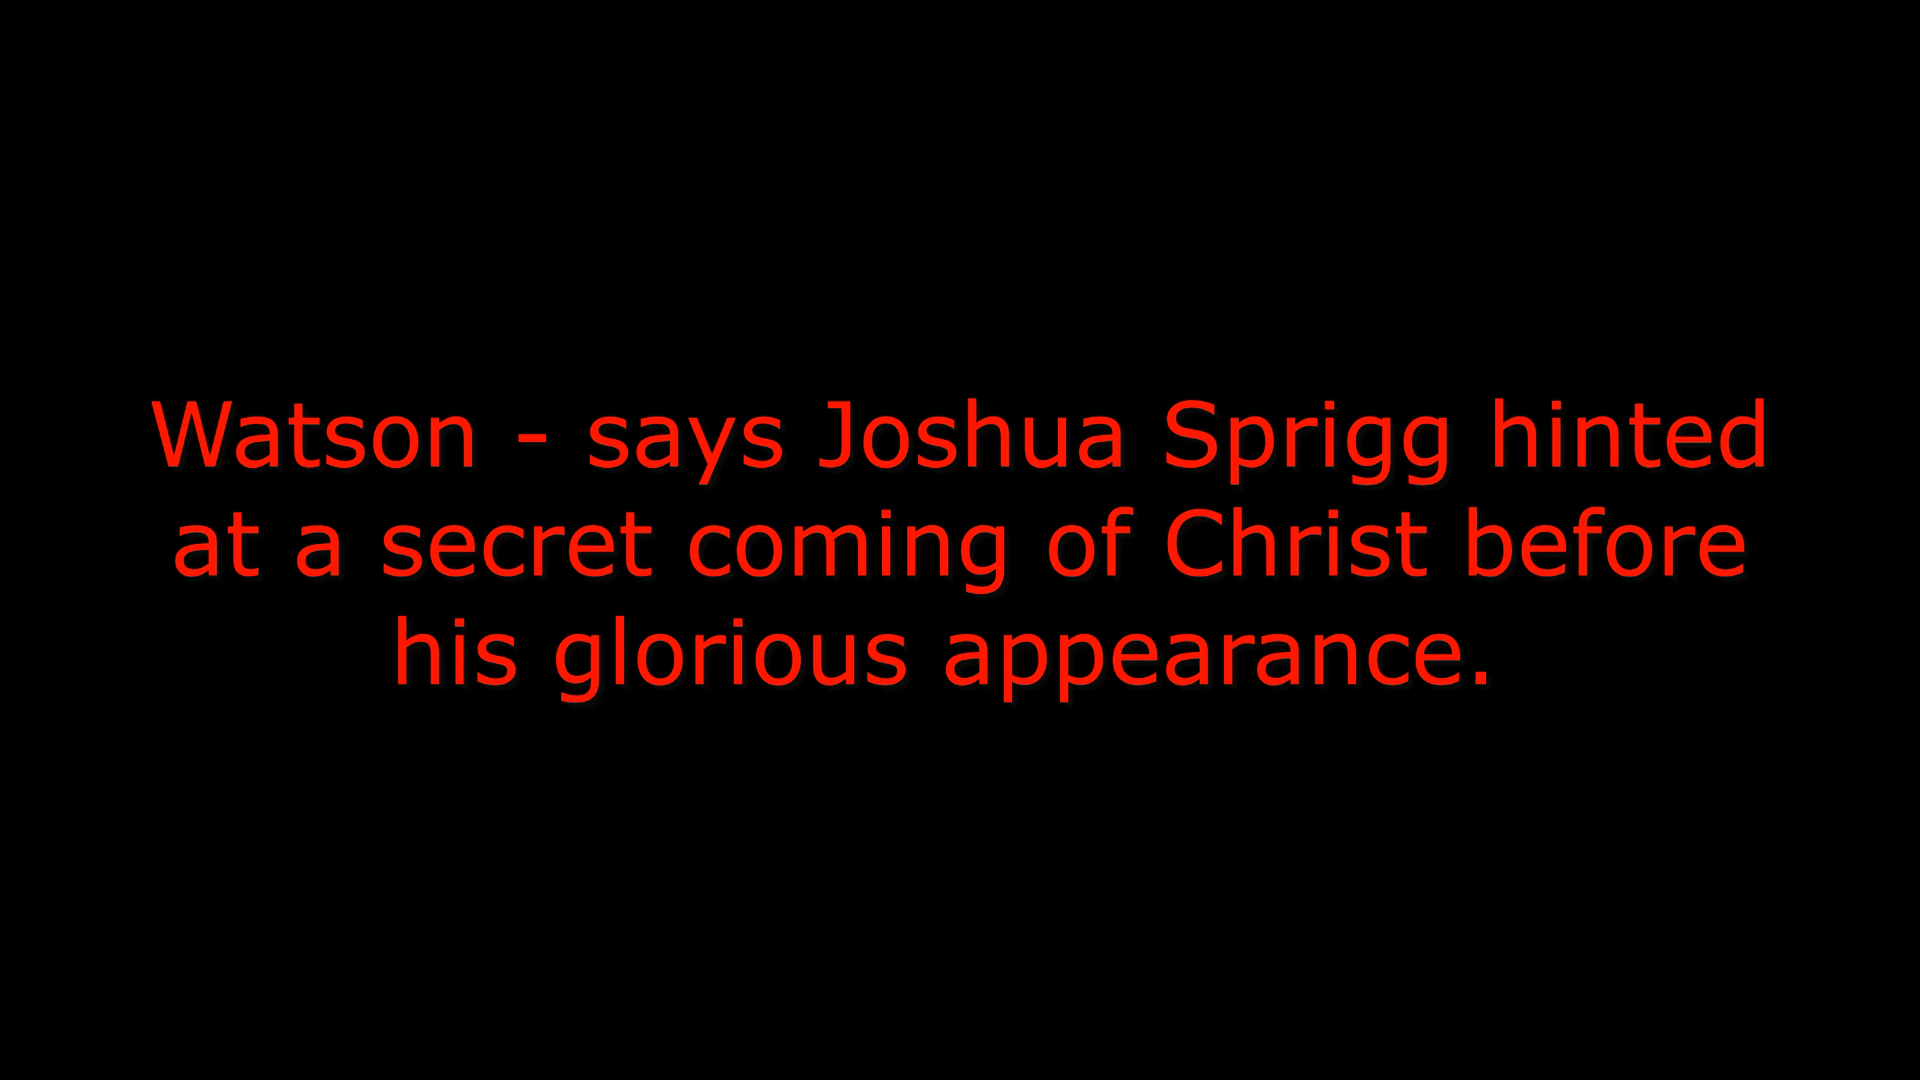 Watson - says Joshua Sprigg hinted
at a secret coming of Christ before
his glorious appearance.